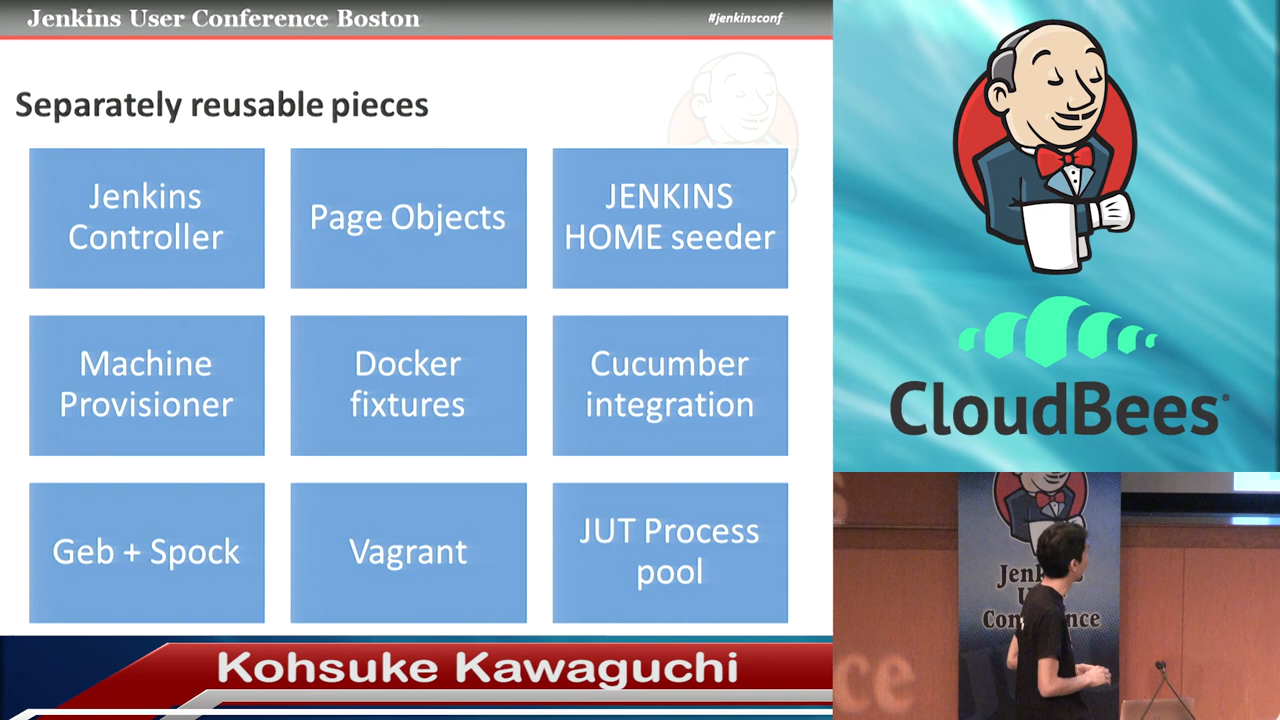 Jenkins User Conference Boston
#jenkinsconf
Separately reusable pieces
Jenkins
Controller
Page Objects
JENKINS
HOME seeder
Machine
Provisioner
Docker
fixtures
Cucumber
integration
Geb + Spock
Vagrant
JUT Process
pool
Kohsuke Kawaguchi
CloudBees